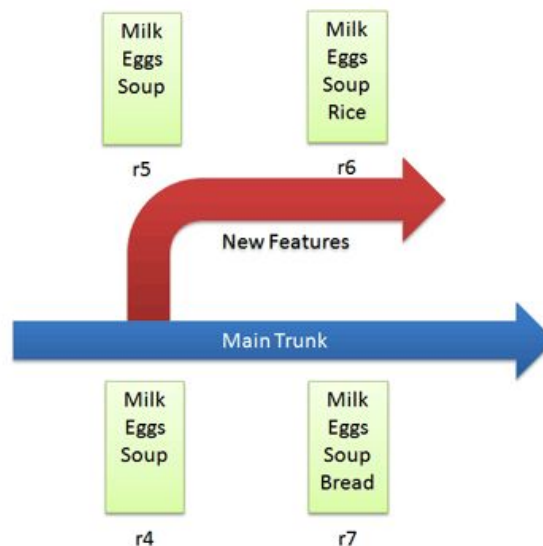 Milk
Eggs
Soup
r5
Milk
Eggs
Soup
Rice
r6
New Features
Main Trunk
Milk
Eggs
Soup
r4
Milk
Eggs
Soup
Bread
r7